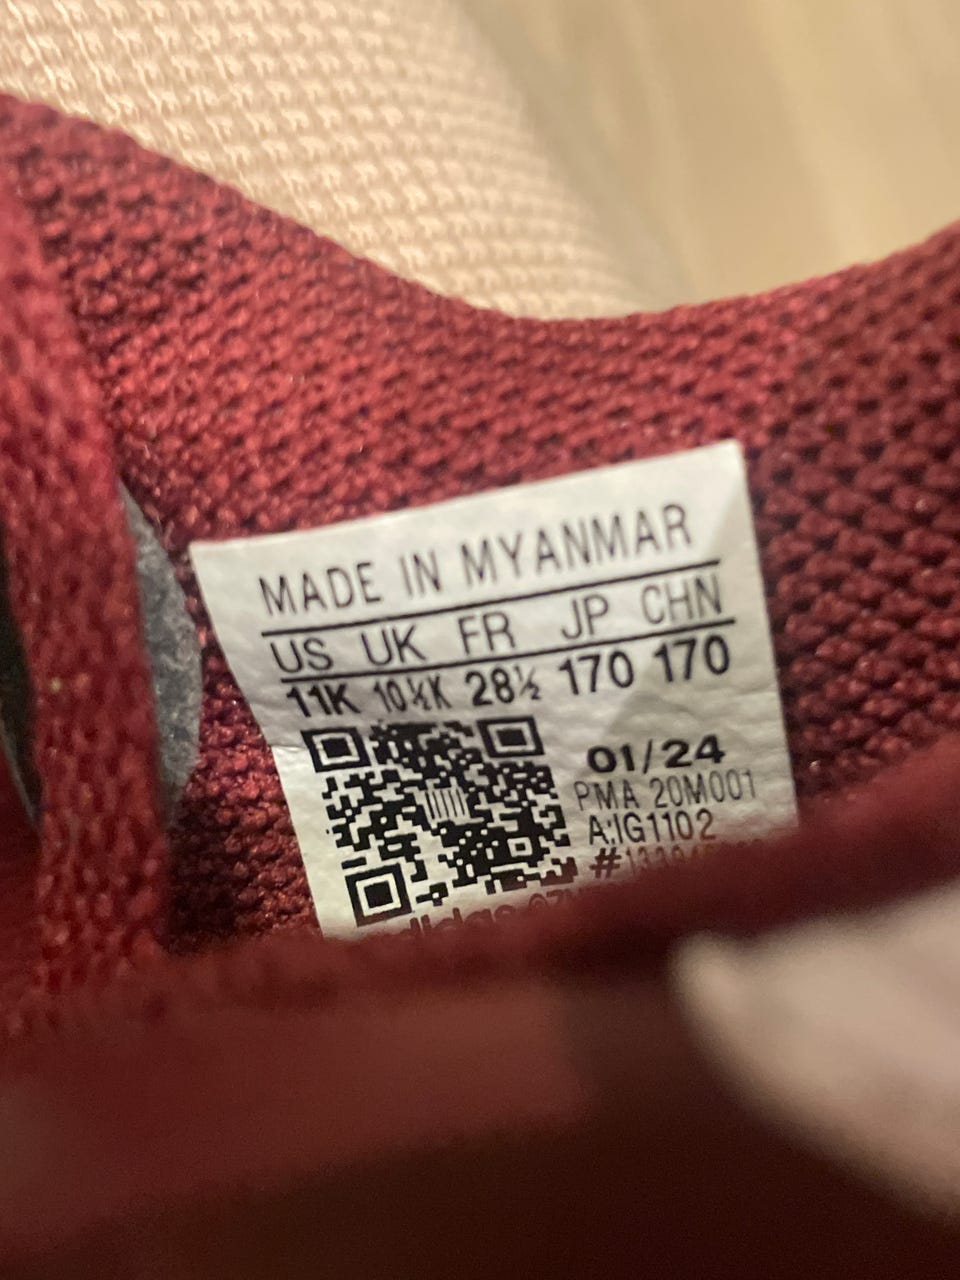 MADE IN MYANMAR
US UK FR JP CHN
11K 10½K 28½ 170 170
01/24
PMA 20M001
A:IG1102
adidas